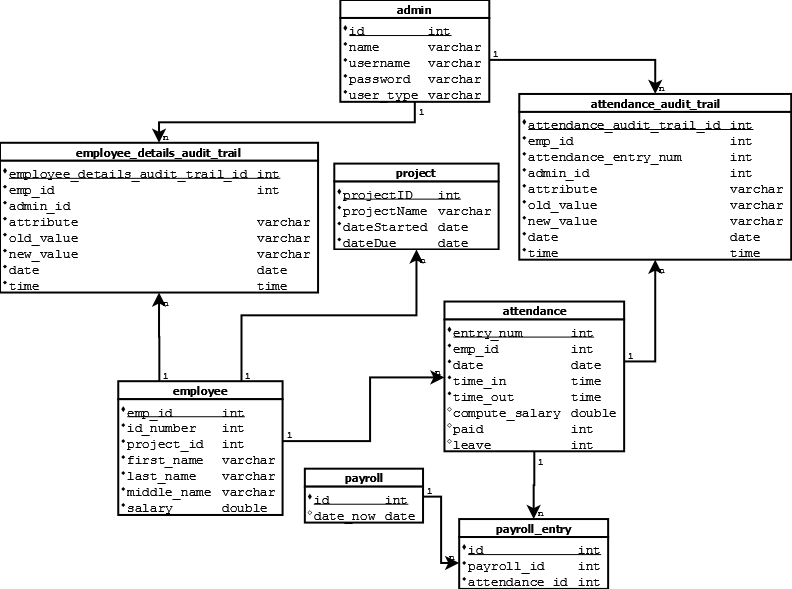 admin
id int
name varchar
username varchar
password varchar
user_type varchar
1
1
n
n
attendance_audit_trail
attendance_audit_trail_id int
emp_id int
attendance_entry_num int
admin_id int
attribute varchar
old_value varchar
new_value varchar
date date
time time
n
employee_details_audit_trail
employee_details_audit_trail_id int
emp_id int
admin_id
attribute varchar
old_value varchar
new_value varchar
date date
time time
n
project
projectID int
projectName varchar
dateStarted date
dateDue date
n
attendance
entry_num int
emp_id int
date date
time_in time
time_out time
compute_salary double
paid int
leave int
1
n
1
1
1
employee
emp_id int
id_number int
project_id int
first_name varchar
last_name varchar
middle_name varchar
salary double
1
1
payroll
id int
date_now date
1
n
n
payroll_entry
id int
payroll_id int
attendance_id int